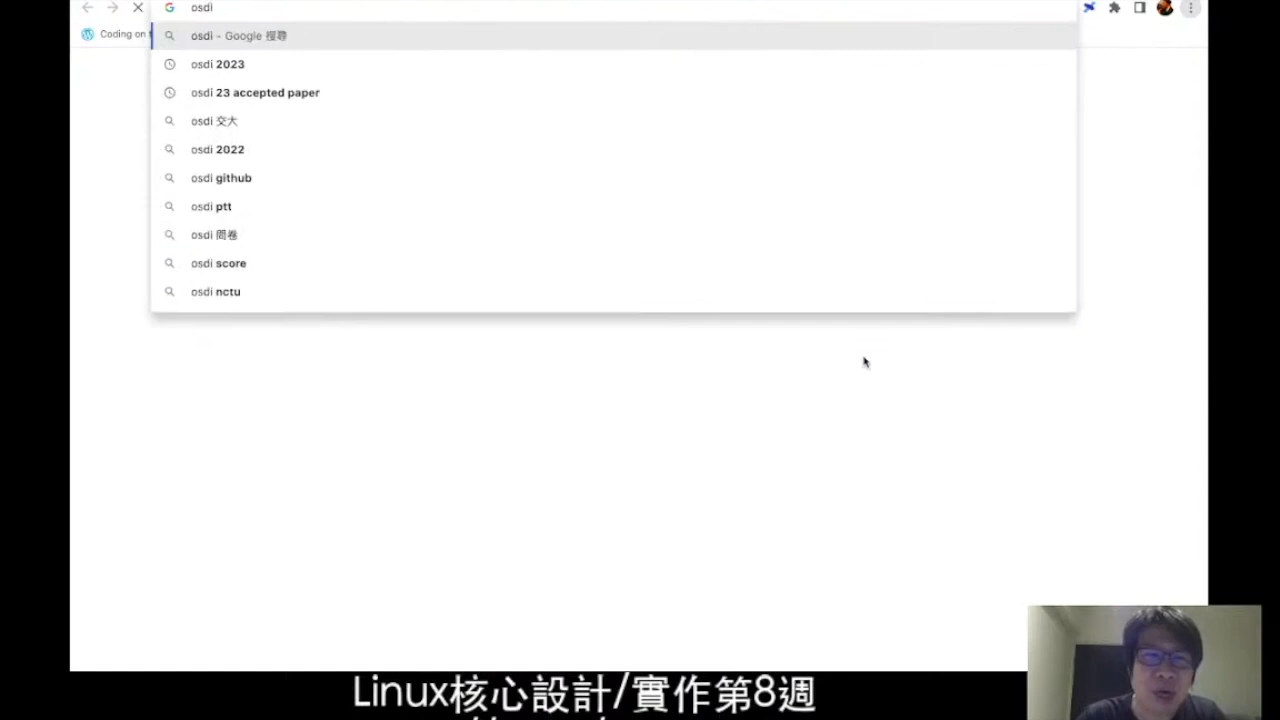 osdi
Coding on
osdi - Google 搜尋
osdi 2023
osdi 23 accepted paper
osdi 交大
osdi 2022
osdi github
osdi ptt
osdi 問卷
osdi score
osdi nctu
Linux核心設計/實作第8週